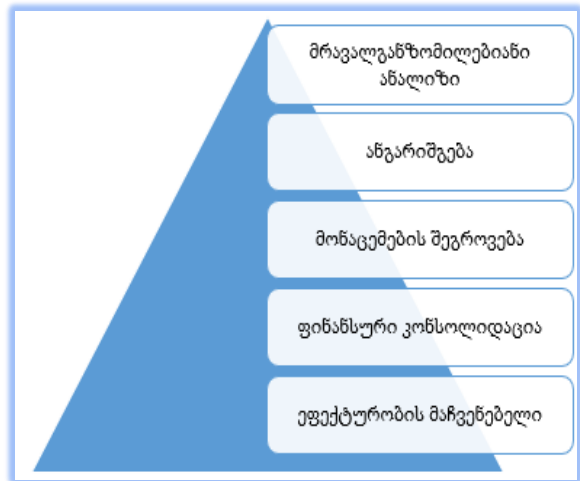 მრავალგანზომილებიანი
ანალიზი
ანგარიშგება
მონაცემების შეგროვება
ფინანსური კონსოლიდაცია
ეფექტურობის მაჩვენებელი